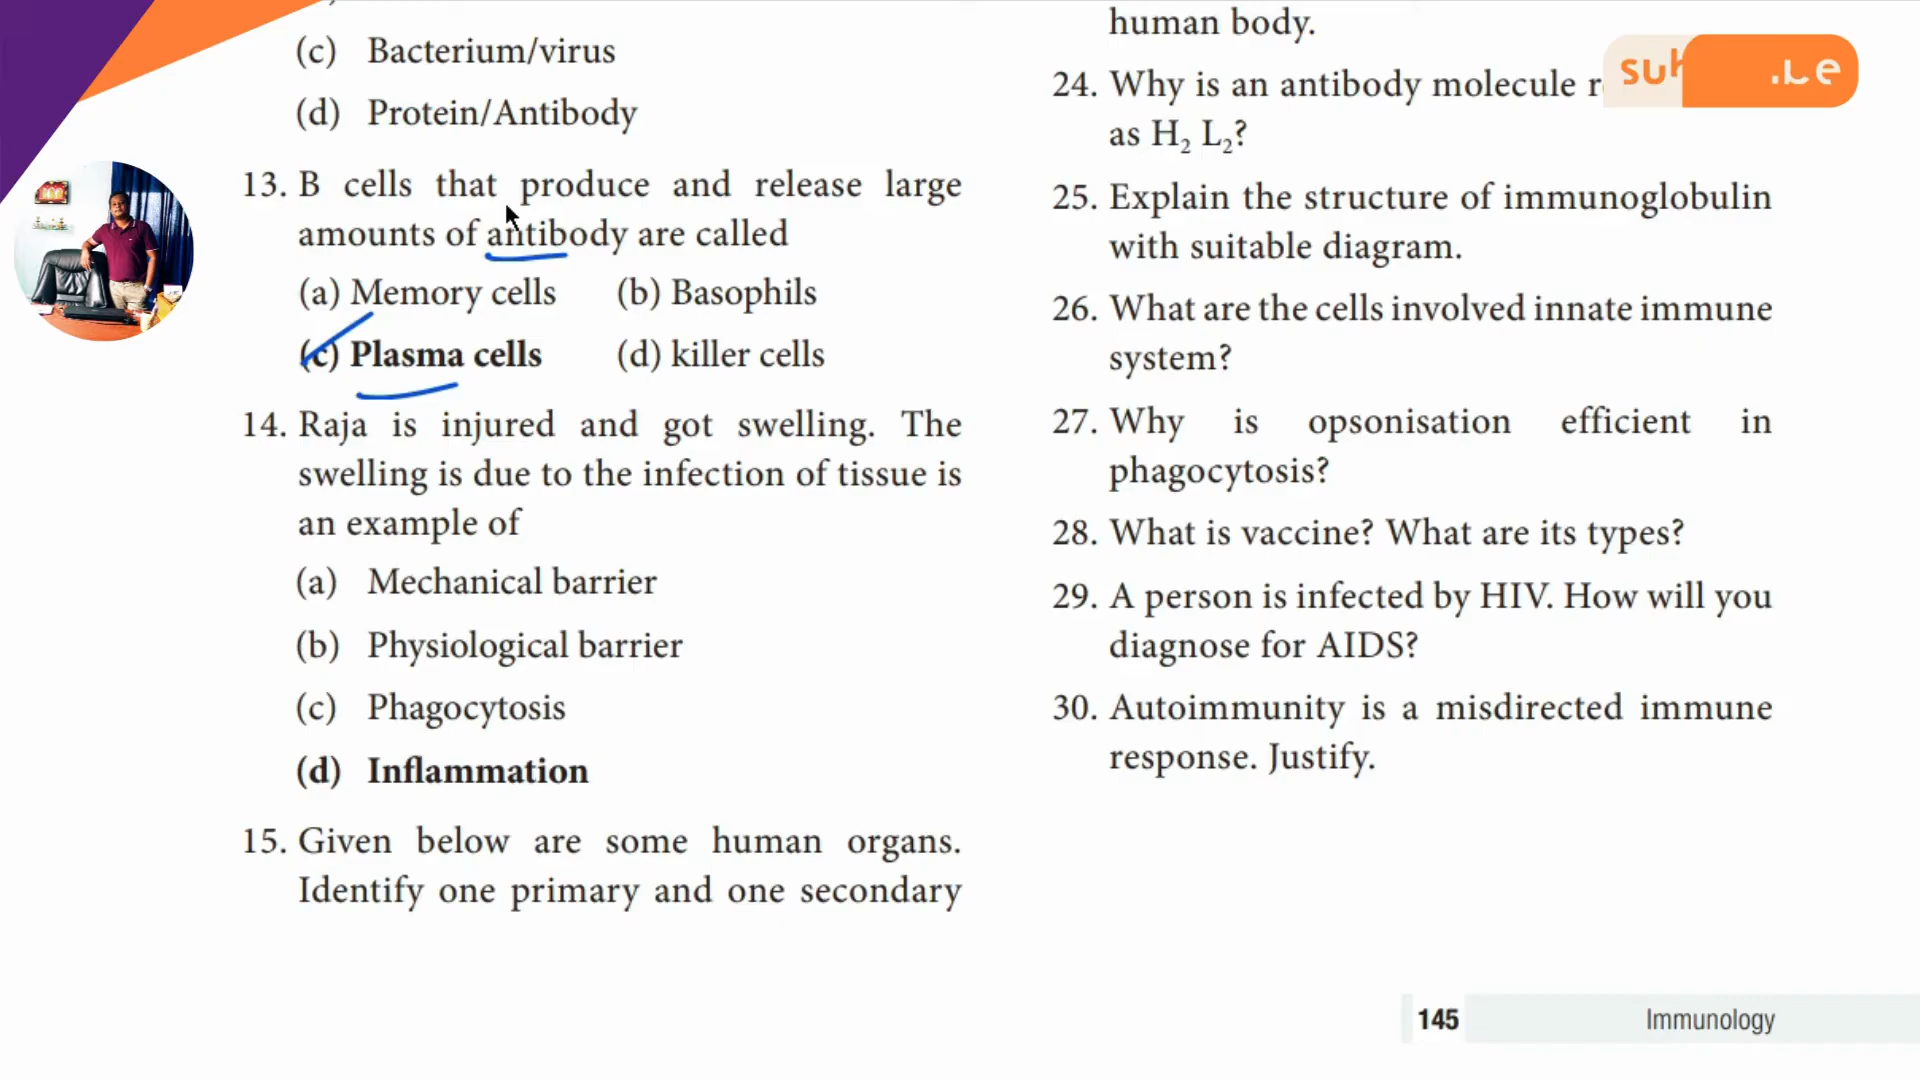 (c) Bacterium/virus
(d) Protein/Antibody
13. B cells that produce and release large
amounts of antibody are called
(a) Memory cells (b) Basophils
(c) Plasma cells (d) killer cells
14. Raja is injured and got swelling. The
swelling is due to the infection of tissue is
an example of
(a) Mechanical barrier
(b) Physiological barrier
(c) Phagocytosis
(d) Inflammation
15. Given below are some human organs.
Identify one primary and one secondary
human body.
24. Why is an antibody molecule
as H₂ L₂?
25. Explain the structure of immunoglobulin
with suitable diagram.
26. What are the cells involved innate immune
system?
27. Why is opsonisation efficient in
phagocytosis?
28. What is vaccine? What are its types?
29. A person is infected by HIV. How will you
diagnose for AIDS?
30. Autoimmunity is a misdirected immune
response. Justify.
145 Immunology